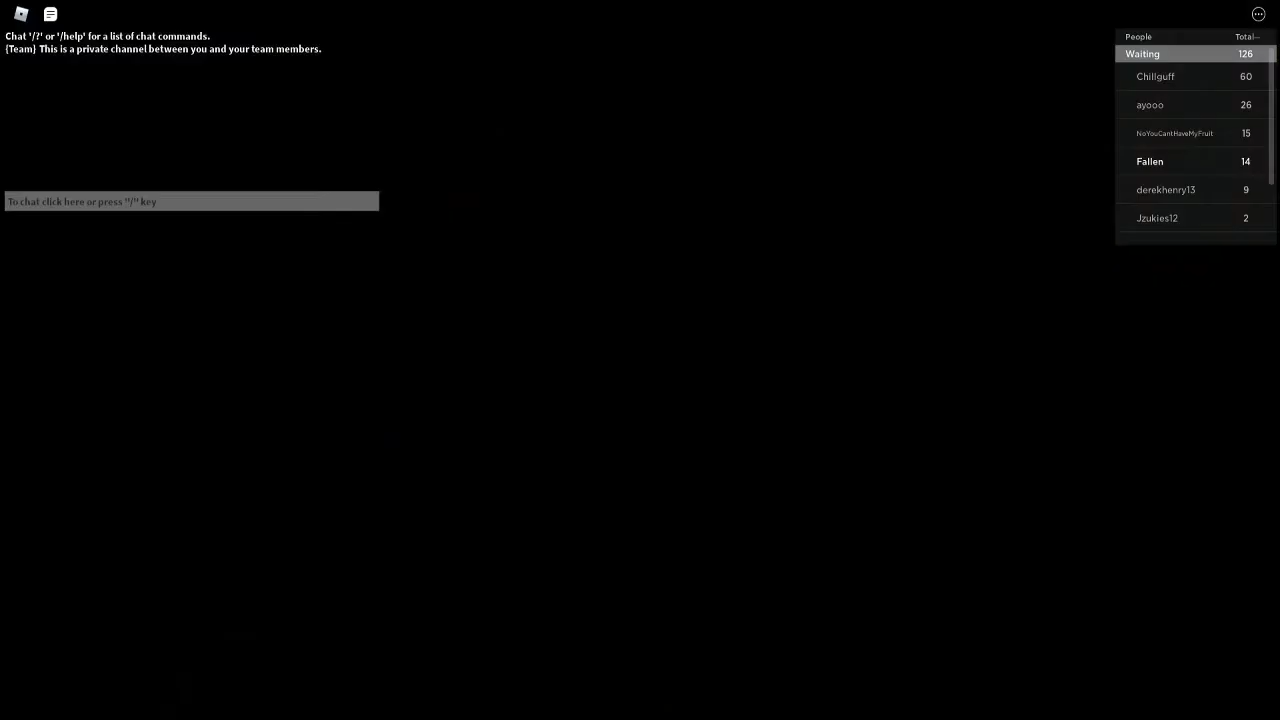 Chat '/?' or '/help' for a list of chat commands.
{Team} This is a private channel between you and your team members.
To chat click here or press "/" key
People Total—
Waiting 126
Chillguff 60
ayooo 26
NoYouCantHaveMyFruit 15
Fallen 14
derekhenry13 9
Jzukies12 2